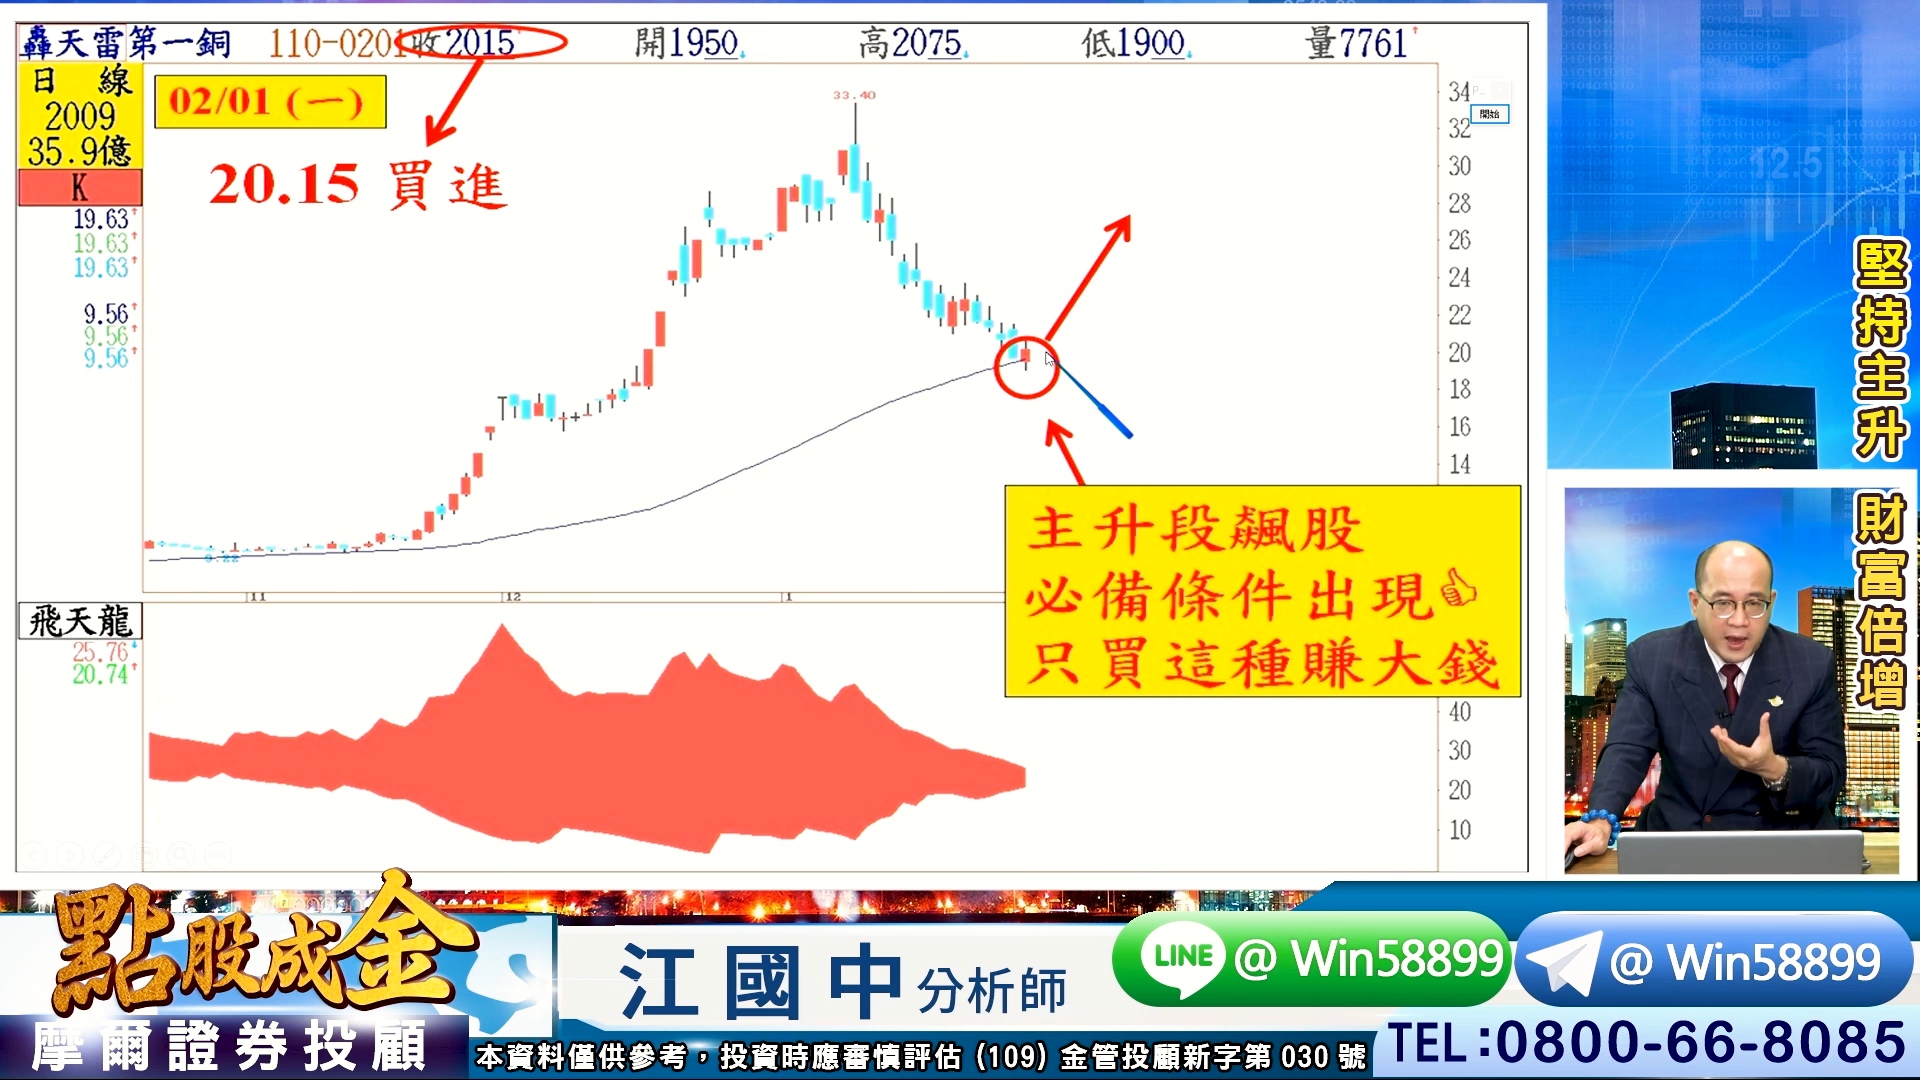 轟天雷第一銅 110-0201收2015 開1950 高2075 低1900 量7761
日 線
2009
35.9億
K
19.63
19.63
19.63
9.56
9.56
9.56
02/01 (一)
20.15 買進
33.40
9.22
34
32
30
28
26
24
22
20
18
16
14
開始
11
12
1
主升段飆股
必備條件出現
只買這種賺大錢
飛天龍
25.76
20.74
40
30
20
10
12.5
堅持主升
財富倍增
點股成金
摩爾證券投顧
江國中分析師
LINE @ Win58899
@ Win58899
本資料僅供參考，投資時應審慎評估 (109) 金管投顧新字第 030 號
TEL:0800-66-8085